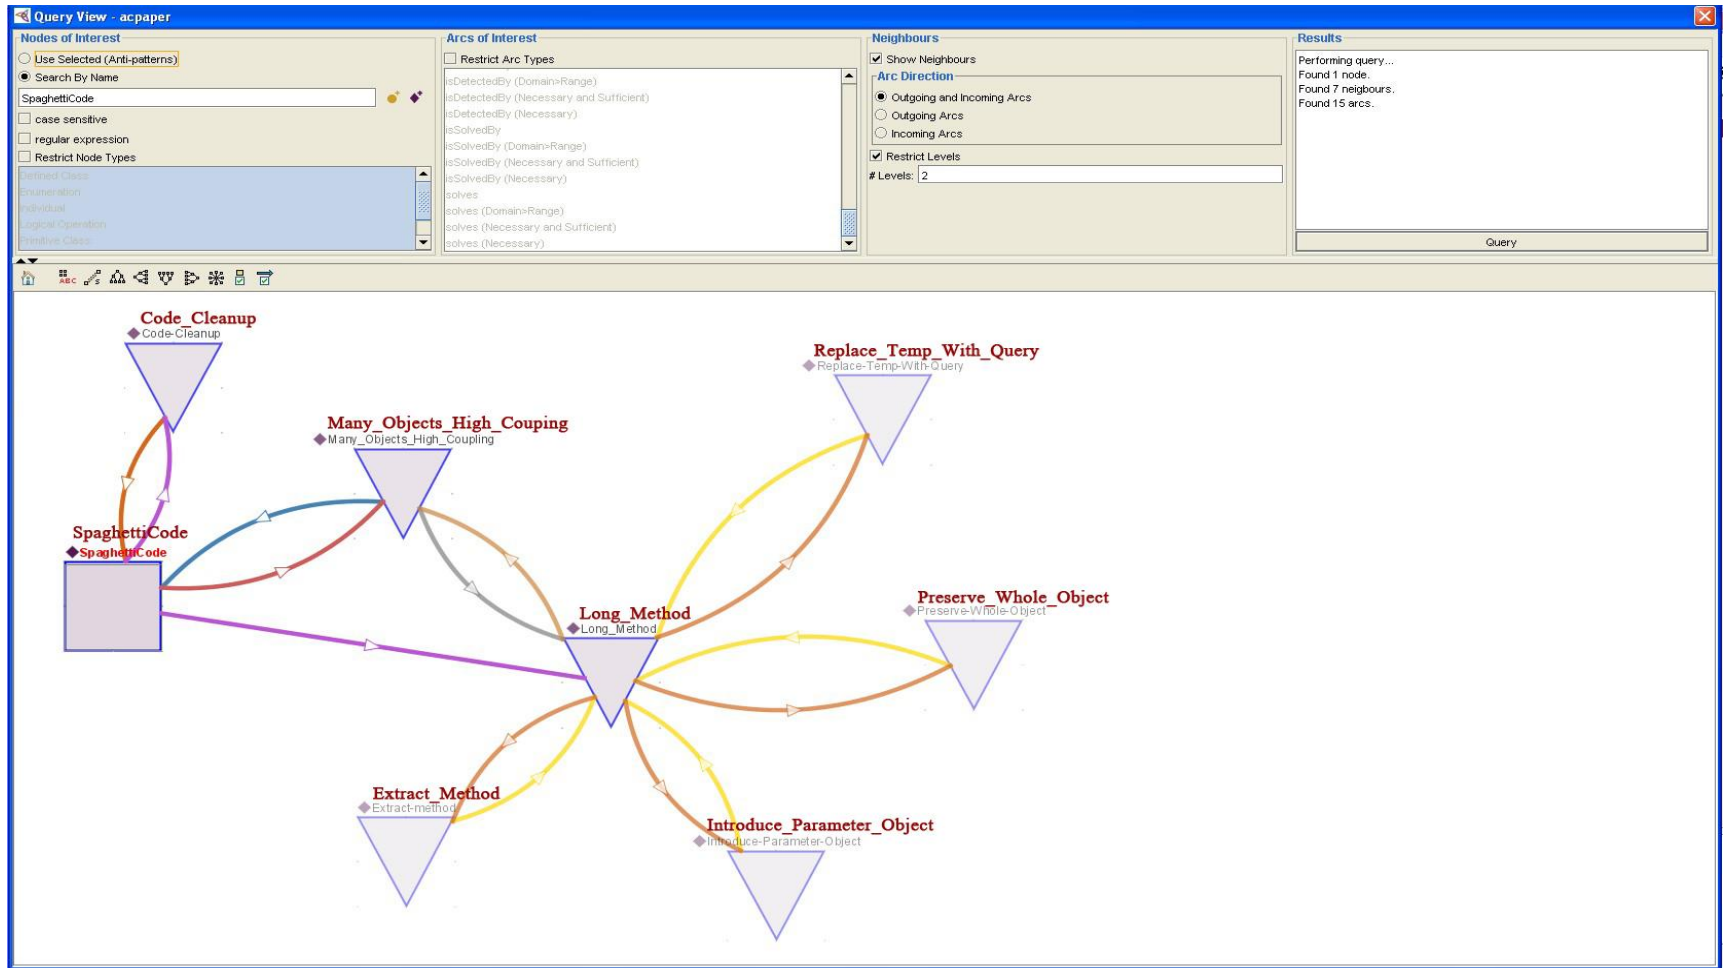 Query View - acpaper
Nodes of Interest
Use Selected (Anti-patterns)
Search By Name
SpaghettiCode
case sensitive
regular expression
Restrict Node Types
Defined Class
Enumeration
Individual
Logical Operation
Primitive Class
Arcs of Interest
Restrict Arc Types
isDetectedBy (Domain>Range)
isDetectedBy (Necessary and Sufficient)
isDetectedBy (Necessary)
isSolvedBy
isSolvedBy (Domain>Range)
isSolvedBy (Necessary and Sufficient)
isSolvedBy (Necessary)
solves
solves (Domain>Range)
solves (Necessary and Sufficient)
solves (Necessary)
Neighbours
Show Neighbours
Arc Direction
Outgoing and Incoming Arcs
Outgoing Arcs
Incoming Arcs
Restrict Levels
# Levels: 2
Results
Performing query...
Found 1 node.
Found 7 neigbours.
Found 15 arcs.
Query
ABC
Code_Cleanup
Code-Cleanup
Replace_Temp_With_Query
Replace-Temp-With-Query
Many_Objects_High_Couping
Many_Objects_High_Coupling
SpaghettiCode
SpaghettiCode
Preserve_Whole_Object
Preserve-Whole-Object
Long_Method
Long_Method
Extract_Method
Extract-method
Introduce_Parameter_Object
Introduce-Parameter-Object